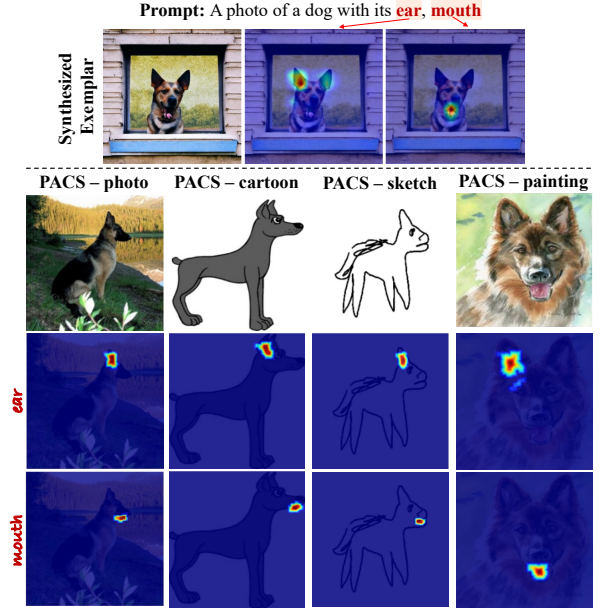 Prompt: A photo of a dog with its ear, mouth
Synthesized
Exemplar
PACS – photo
PACS – cartoon
PACS – sketch
PACS – painting
ear
mouth